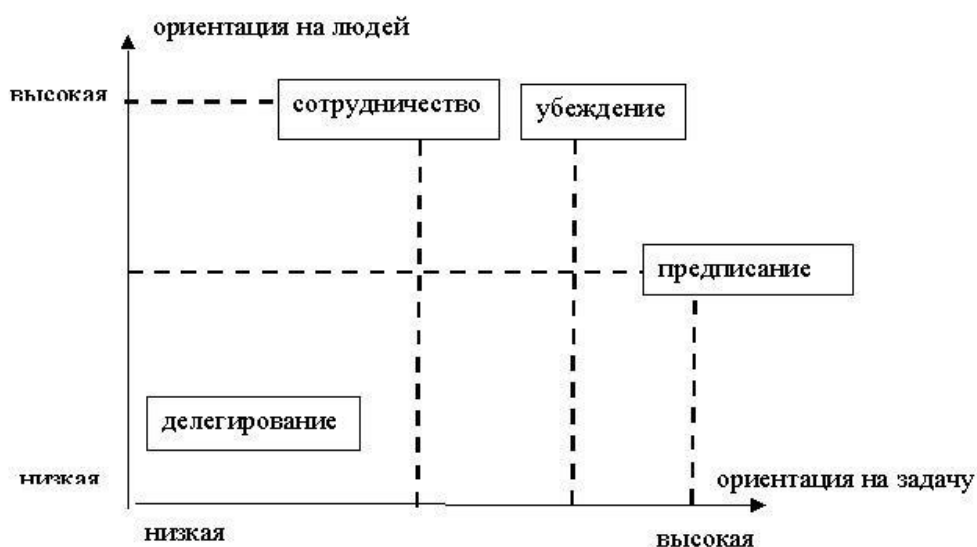 ориентация на людей
высокая
сотрудничество
убеждение
предписание
делегирование
низкая
ориентация на задачу
низкая
высокая